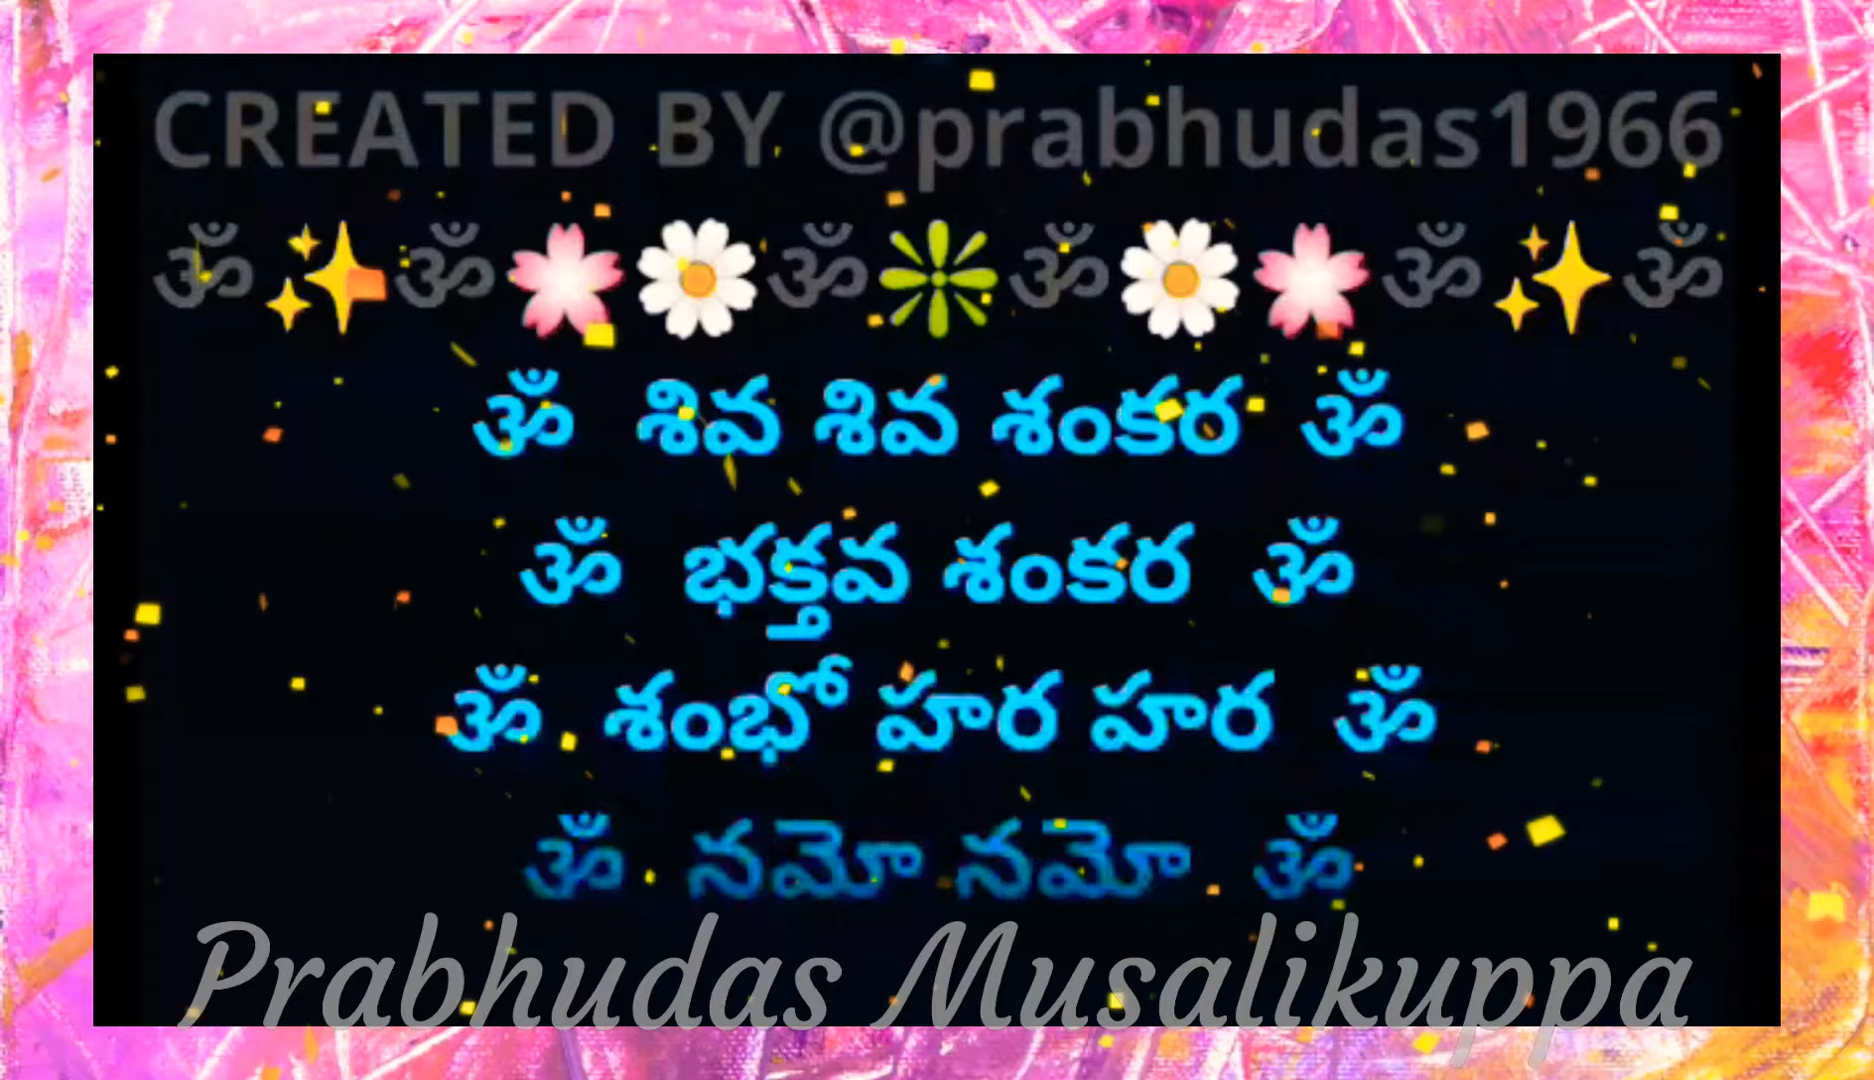 CREATED BY @prabhudas1966
ॐ✨ॐ🌸🌼ॐ❇ॐ🌼🌸ॐ✨ॐ
ॐ శివ శివ శంకర ॐ
ॐ భక్తవ శంకర ॐ
ॐ శంభో హర హర ॐ
ॐ నమో నమో ॐ
Prabhudas Musalikuppa